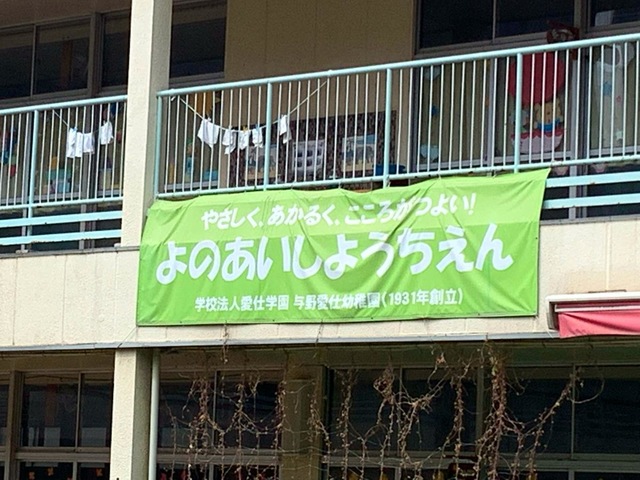 やさしく、あかるく、こころがつよい!
よのあいしようちえん
学校法人愛仕学園 与野愛仕幼稚園(1931年創立)